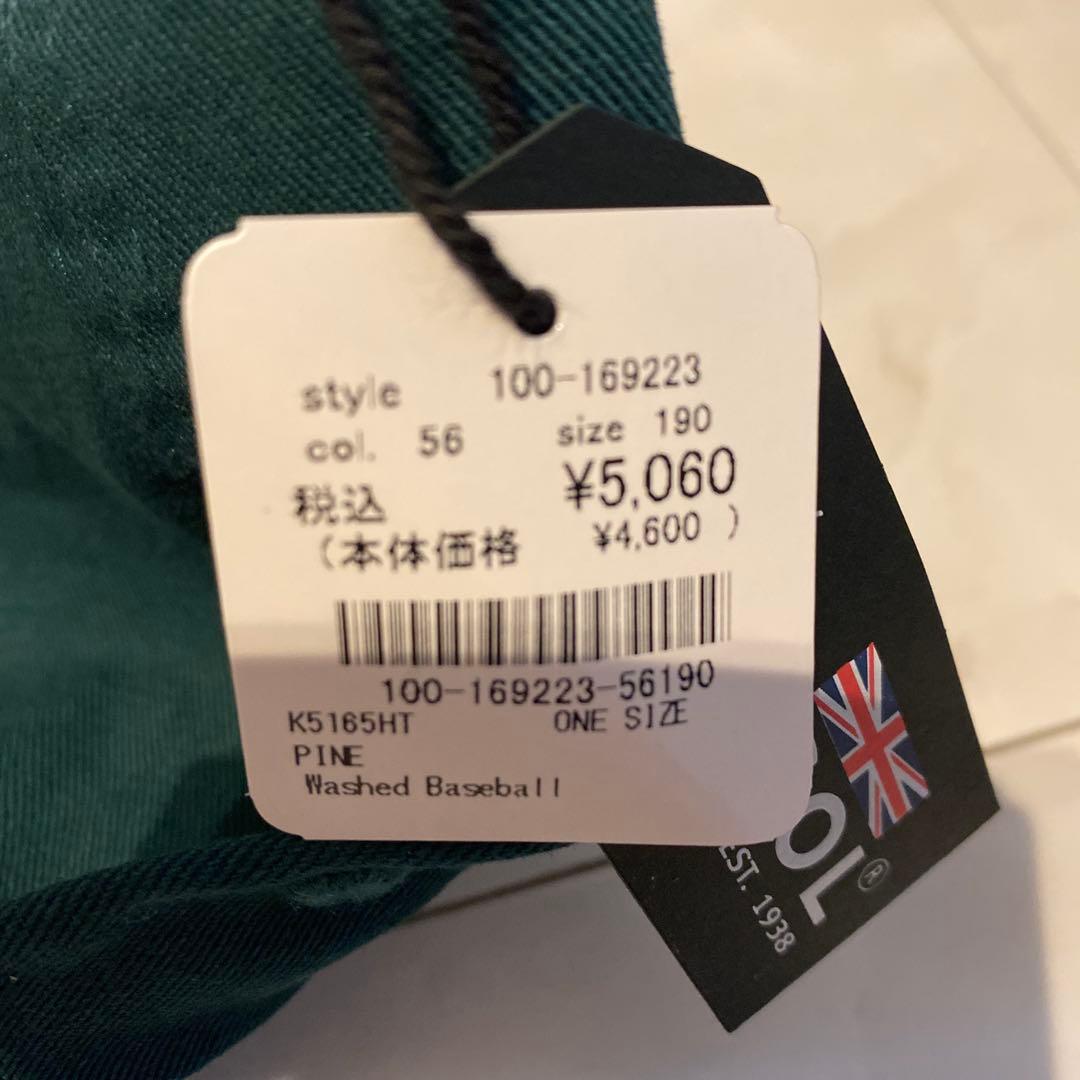 style 100-169223
col. 56 size 190
税込 ¥5,060
(本体価格 ¥4,600 )
100-169223-56190
K5165HT ONE SIZE
PINE
Washed Baseball
OL®
EST. 1938